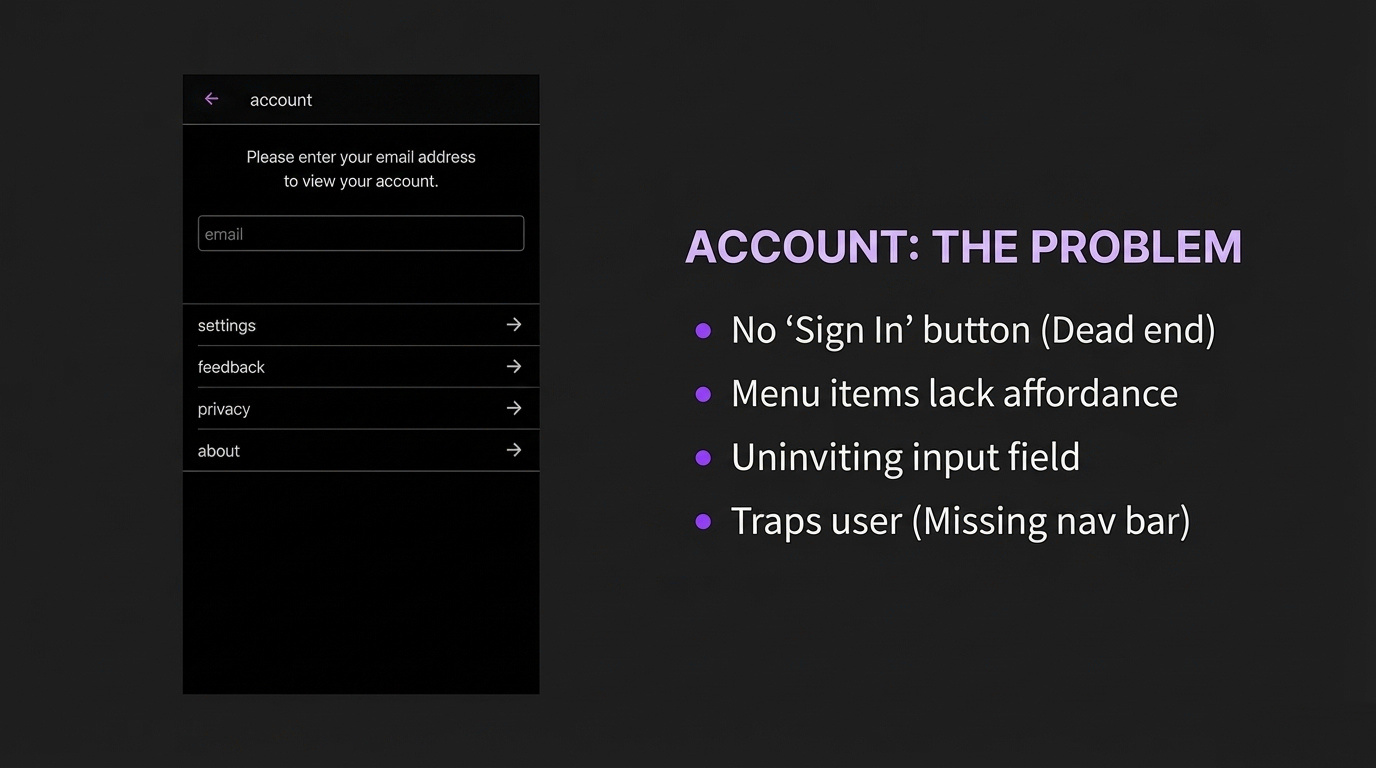 account
Please enter your email address
to view your account.
email
settings
feedback
privacy
about
ACCOUNT: THE PROBLEM
No ‘Sign In’ button (Dead end)
Menu items lack affordance
Uninviting input field
Traps user (Missing nav bar)